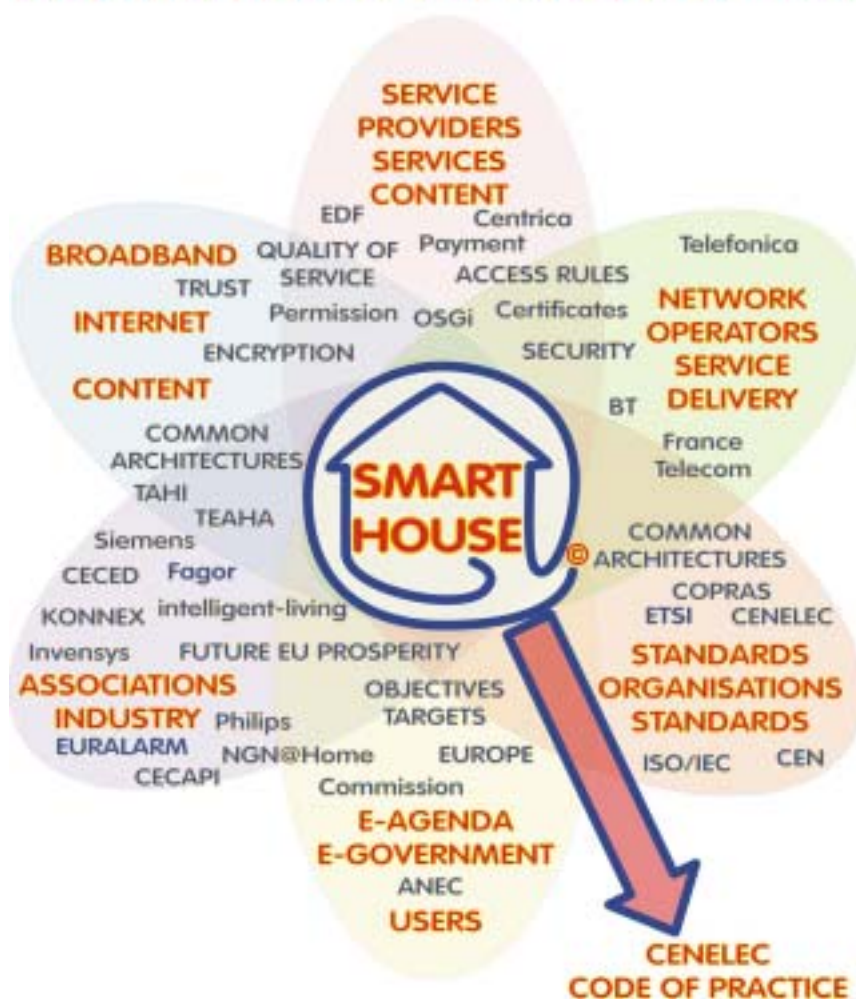 SERVICE
PROVIDERS
SERVICES
CONTENT
EDF
Centrica
BROADBAND
QUALITY OF
SERVICE
Payment
Telefonica
TRUST
ACCESS RULES
INTERNET
Permission
OSGi
Certificates
NETWORK
OPERATORS
SERVICE
DELIVERY
ENCRYPTION
SECURITY
CONTENT
BT
COMMON
ARCHITECTURES
France
Telecom
TAHI
TEAHA
SMART
HOUSE
©
Siemens
COMMON
ARCHITECTURES
CECED
Fagor
COPRAS
KONNEX
intelligent-living
ETSI
CENELEC
Invensys
FUTURE EU PROSPERITY
STANDARDS
ORGANISATIONS
STANDARDS
ASSOCIATIONS
INDUSTRY
OBJECTIVES
TARGETS
Philips
EURALARM
NGN@Home
EUROPE
ISO/IEC
CEN
CECAPI
Commission
E-AGENDA
E-GOVERNMENT
ANEC
USERS
CENELEC
CODE OF PRACTICE